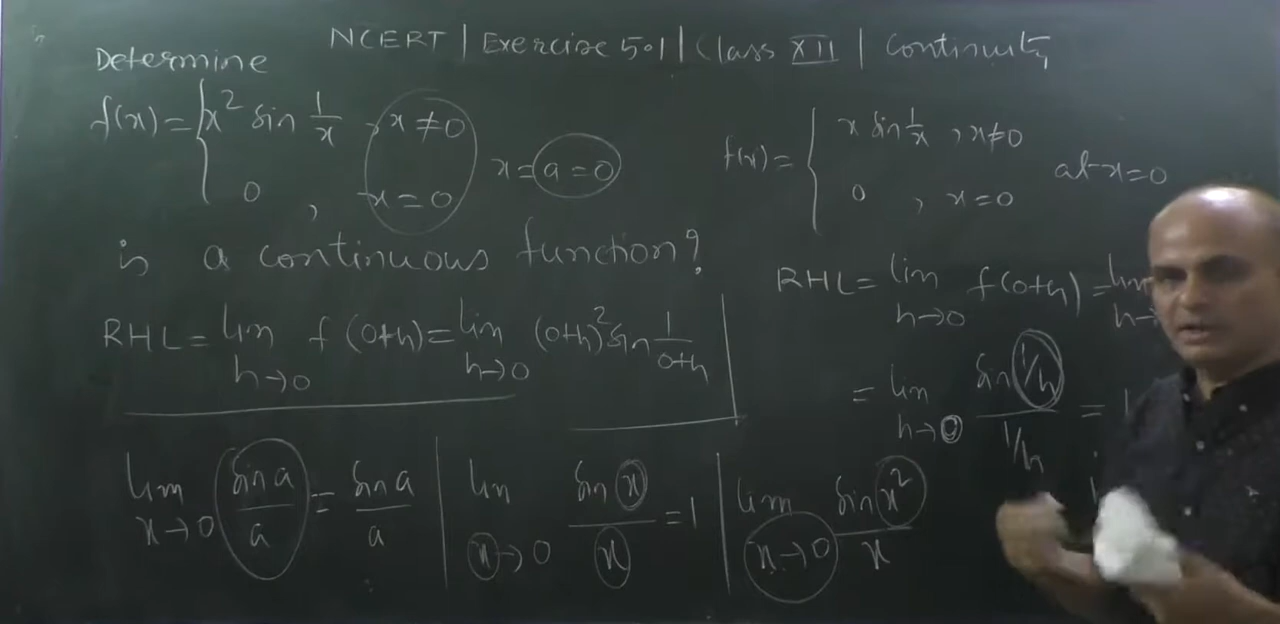 NCERT | Exercise 5.1 | Class XII | Continuity
Determine
f(x) = { x² sin 1/x , x ≠ 0
0 , x = 0
x = a = 0
is a continuous function?
RHL = lim h→0 f(0+h) = lim h→0 (0+h)² sin 1/(0+h)
lim x→0 sin a / a = sin a / a | lim x→0 sin x / x = 1 | lim x→0 sin x² / x
f(x) = { x sin 1/x , x ≠ 0
0 , x = 0
at x = 0
RHL = lim h→0 f(0+h) = lim h→
= lim h→0 sin 1/h / 1/h = 1